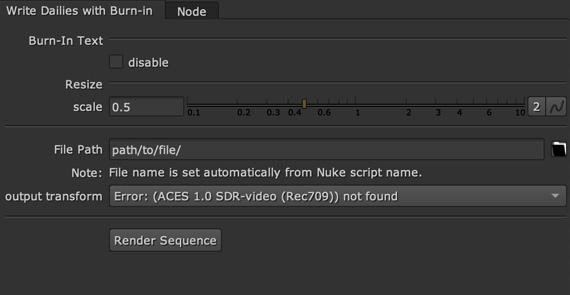 Write Dailies with Burn-in
Node
Burn-In Text
disable
Resize
scale 0.5 0.1 0.2 0.3 0.4 1 2 3 4 6 10 2
File Path path/to/file/
Note: File name is set automatically from Nuke script name.
output transform Error: (ACES 1.0 SDR-video (Rec709)) not found
Render Sequence